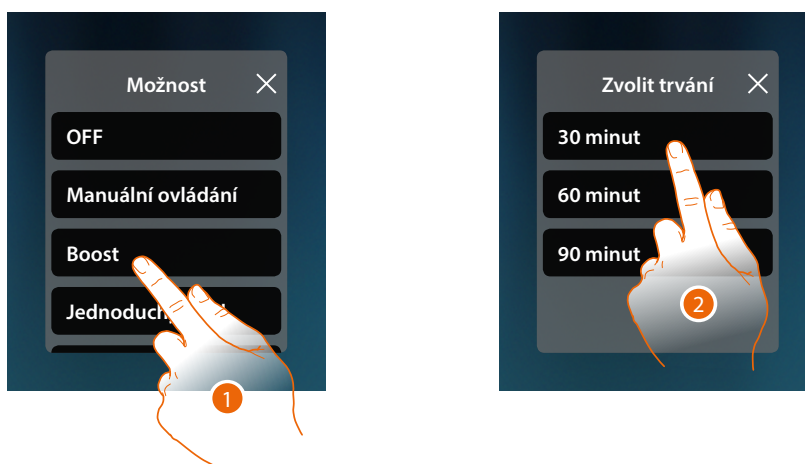 Možnost
OFF
Manuální ovládání
Boost
1
Zvolit trvání
30 minut
60 minut
90 minut
2